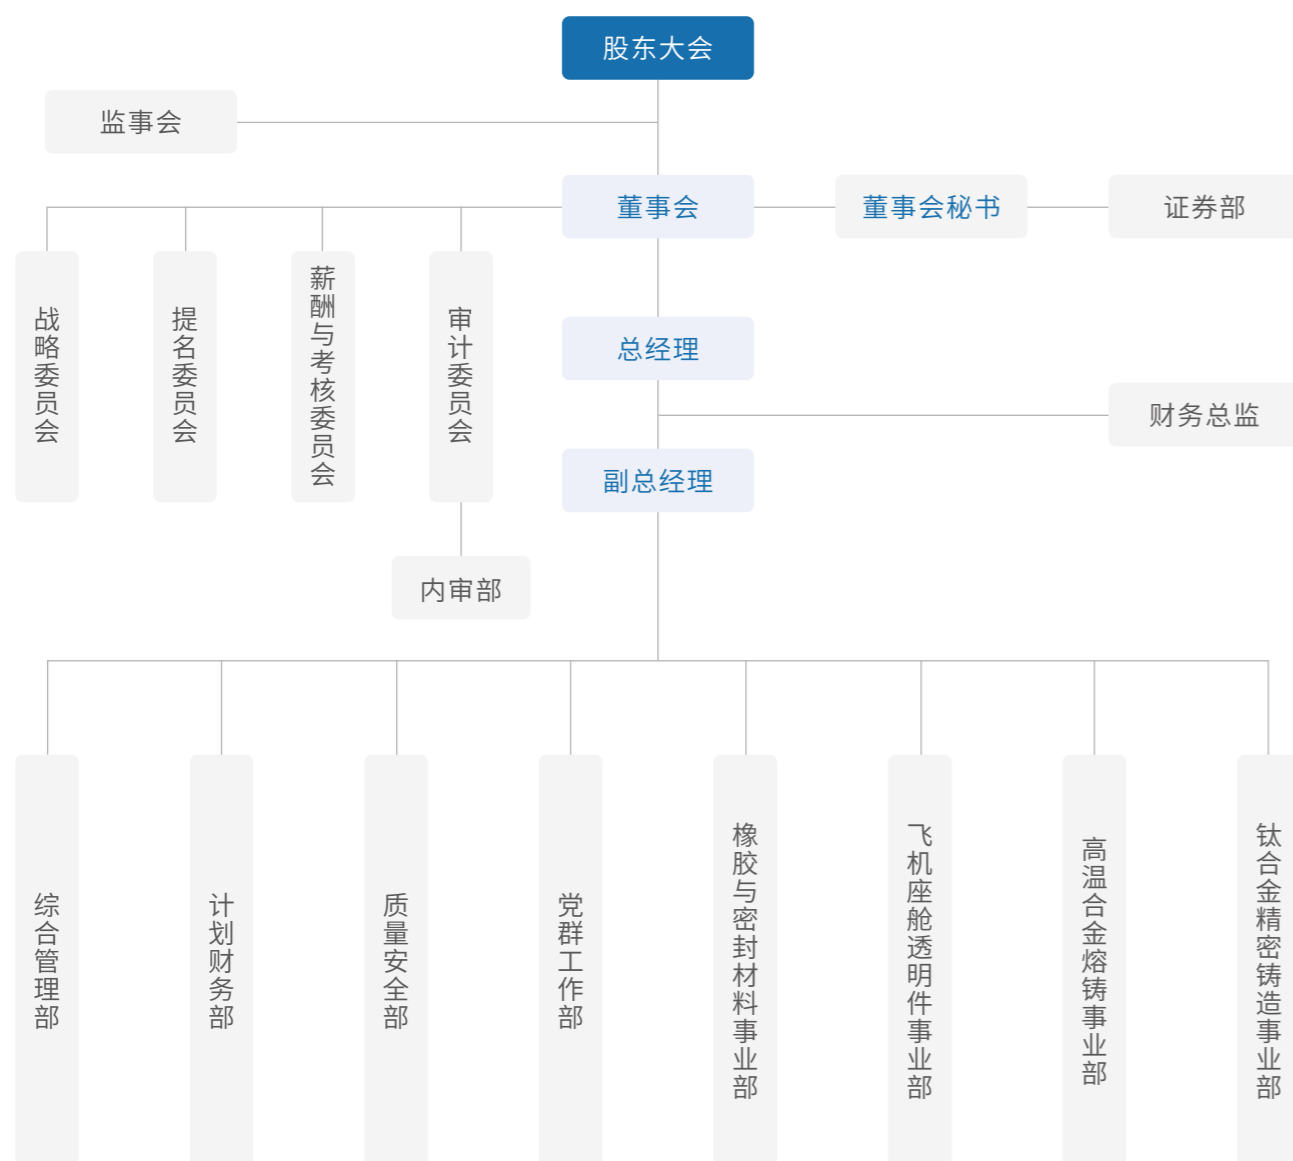 股东大会
监事会
董事会
董事会秘书
证券部
战略委员会
提名委员会
薪酬与考核委员会
审计委员会
总经理
财务总监
副总经理
内审部
综合管理部
计划财务部
质量安全部
党群工作部
橡胶与密封材料事业部
飞机座舱透明件事业部
高温合金熔铸事业部
钛合金精密铸造事业部